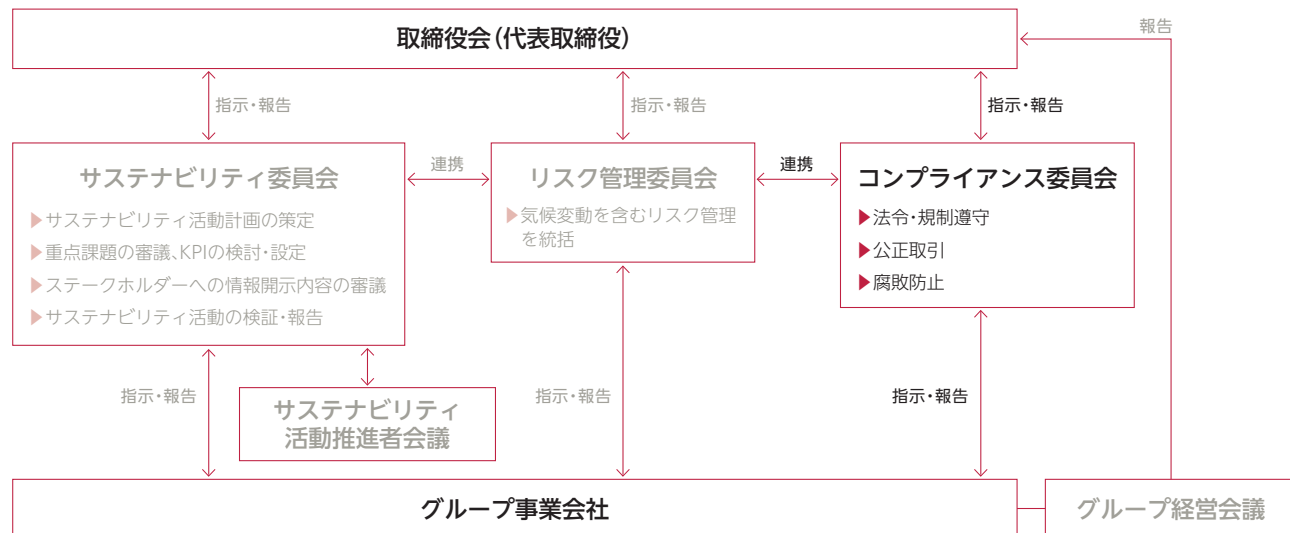 取締役会(代表取締役)
報告
指示・報告
指示・報告
指示・報告
サステナビリティ委員会
▶サステナビリティ活動計画の策定
▶重点課題の審議、KPIの検討・設定
▶ステークホルダーへの情報開示内容の審議
▶サステナビリティ活動の検証・報告
連携
リスク管理委員会
▶気候変動を含むリスク管理
を統括
連携
コンプライアンス委員会
▶法令・規制遵守
▶公正取引
▶腐敗防止
指示・報告
サステナビリティ
活動推進者会議
指示・報告
指示・報告
グループ事業会社
グループ経営会議